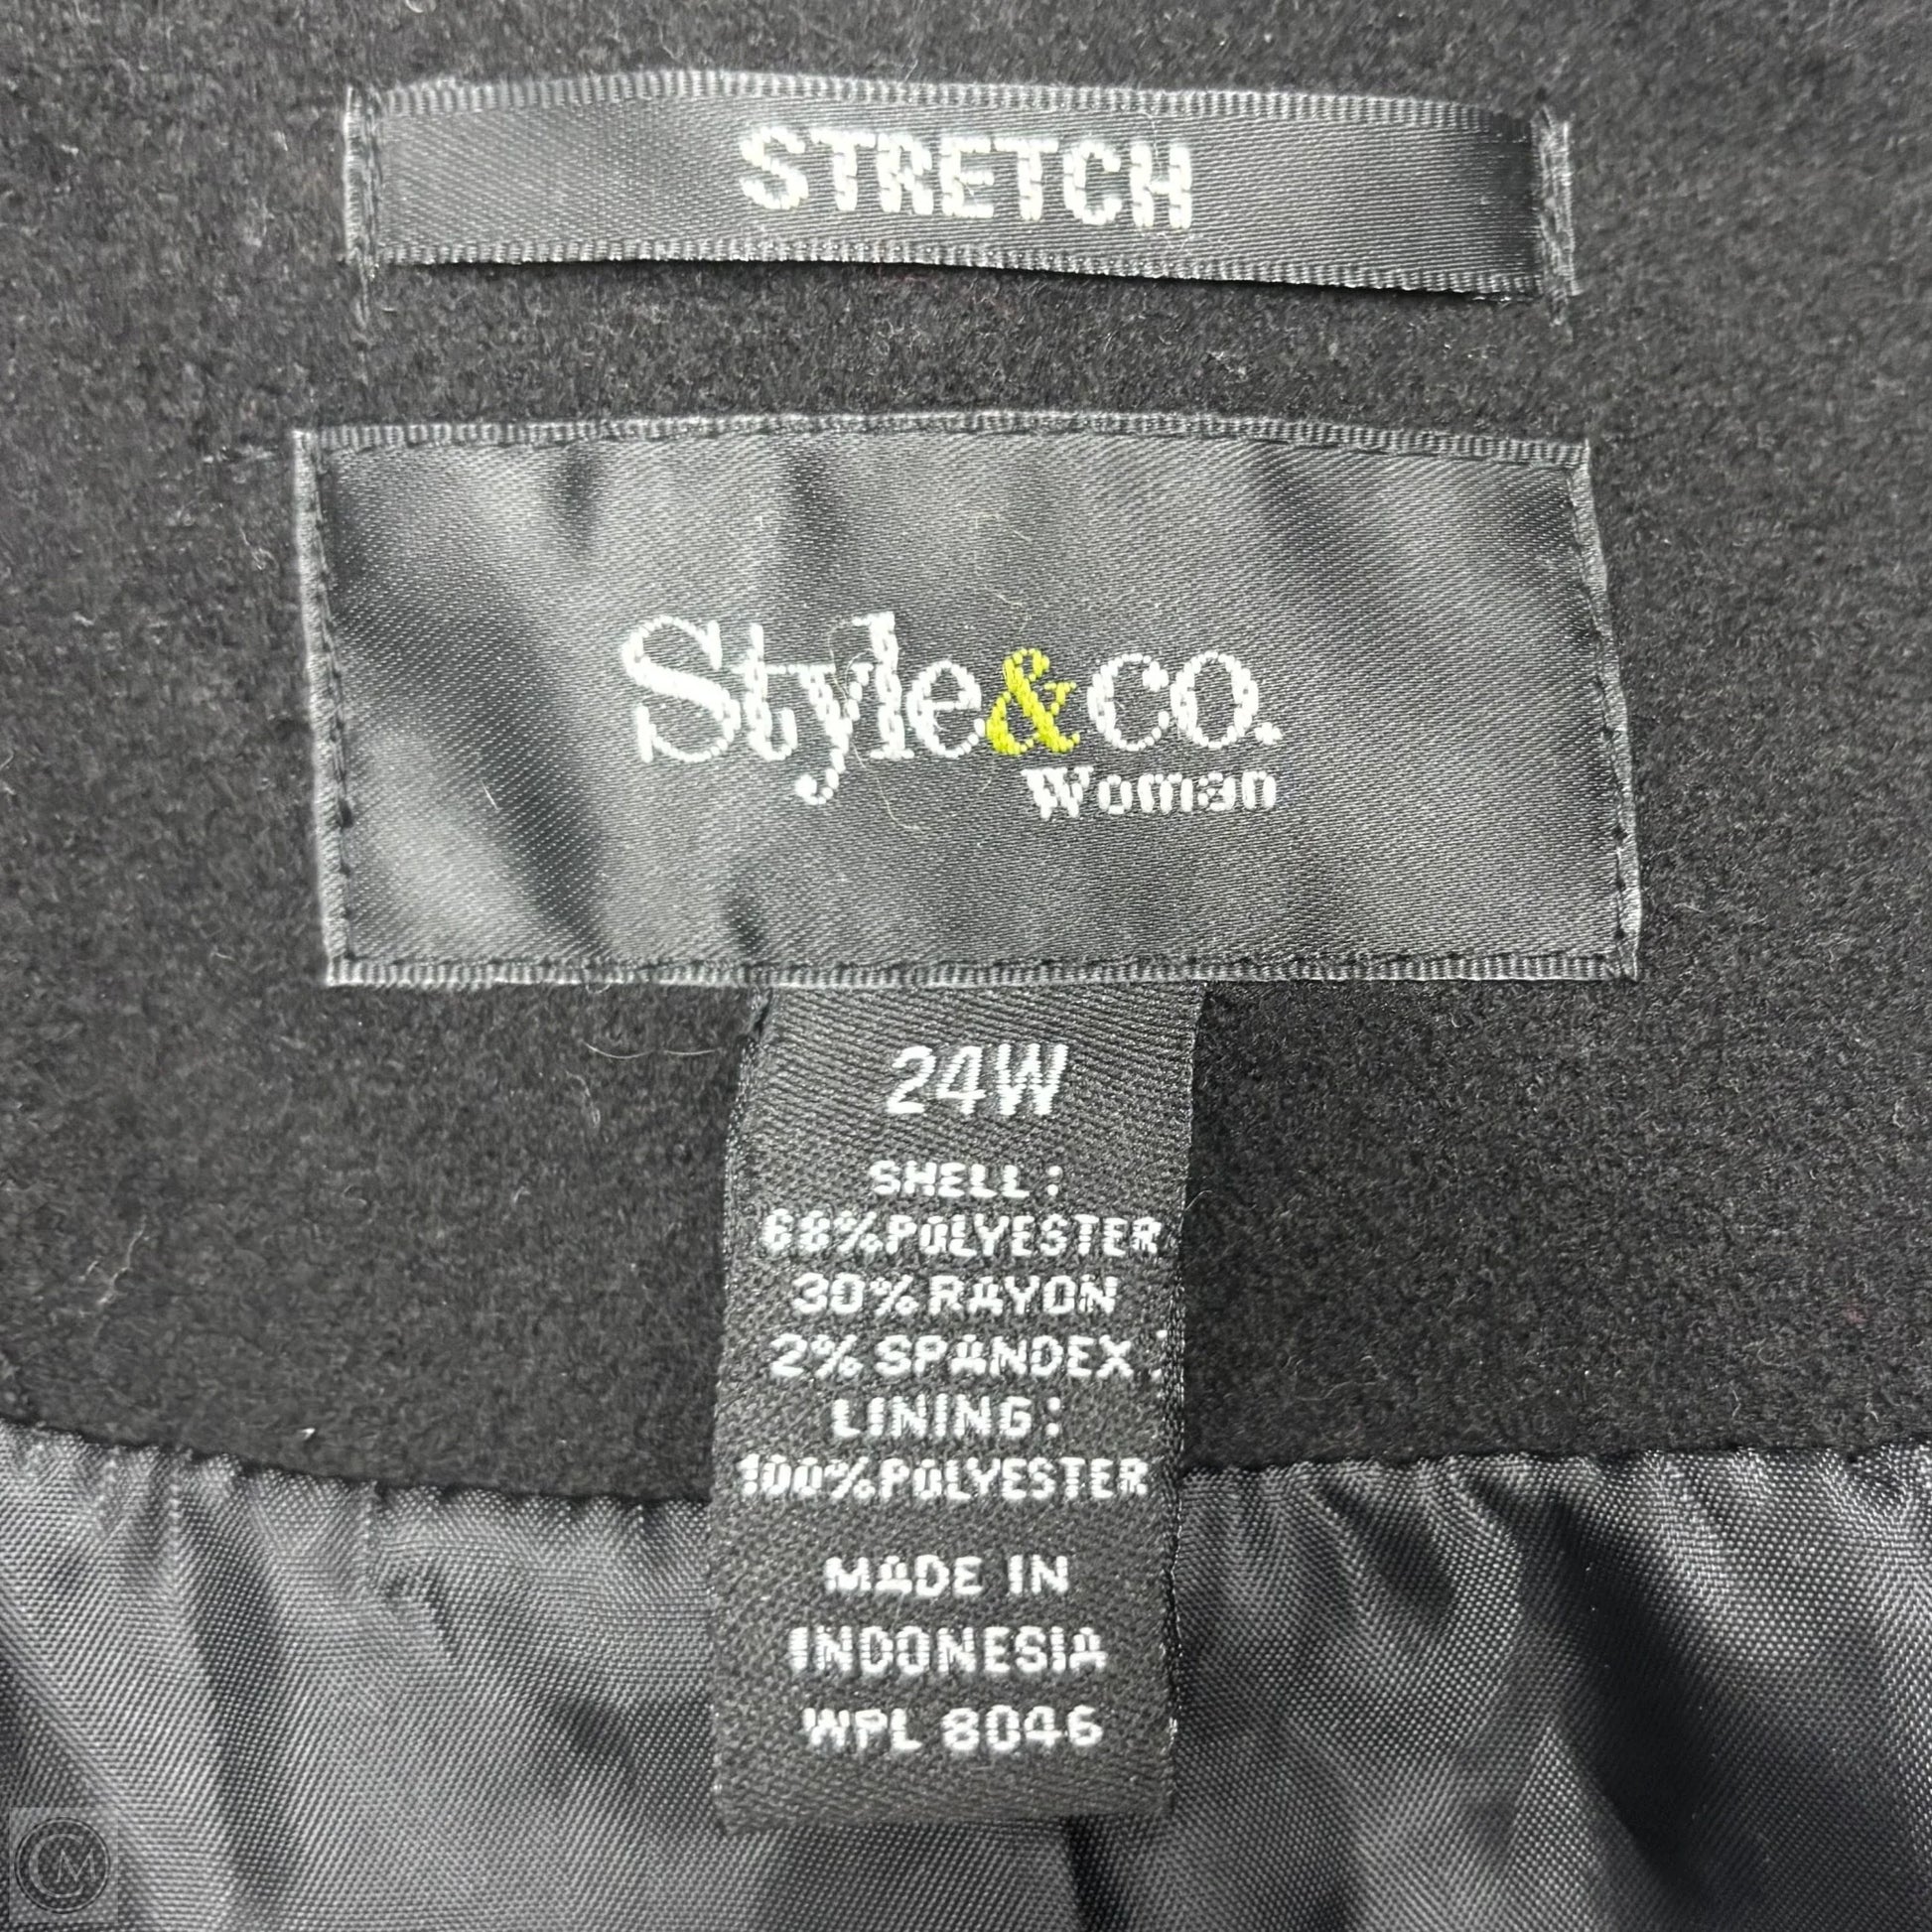 STRETCH
Style&co.
Woman
24W
SHELL:
68%POLYESTER
30%RAYON
2%SPANDEX
LINING:
100%POLYESTER
MADE IN
INDONESIA
WPL 8046
CM